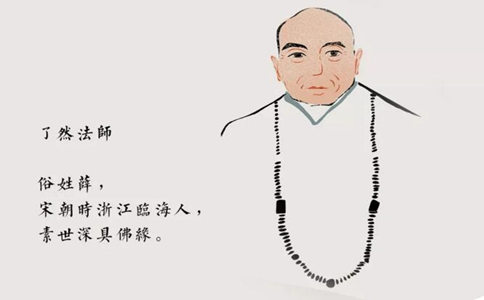 了然法師
俗姓薛，
宋朝時浙江臨海人，
素世深具佛緣。